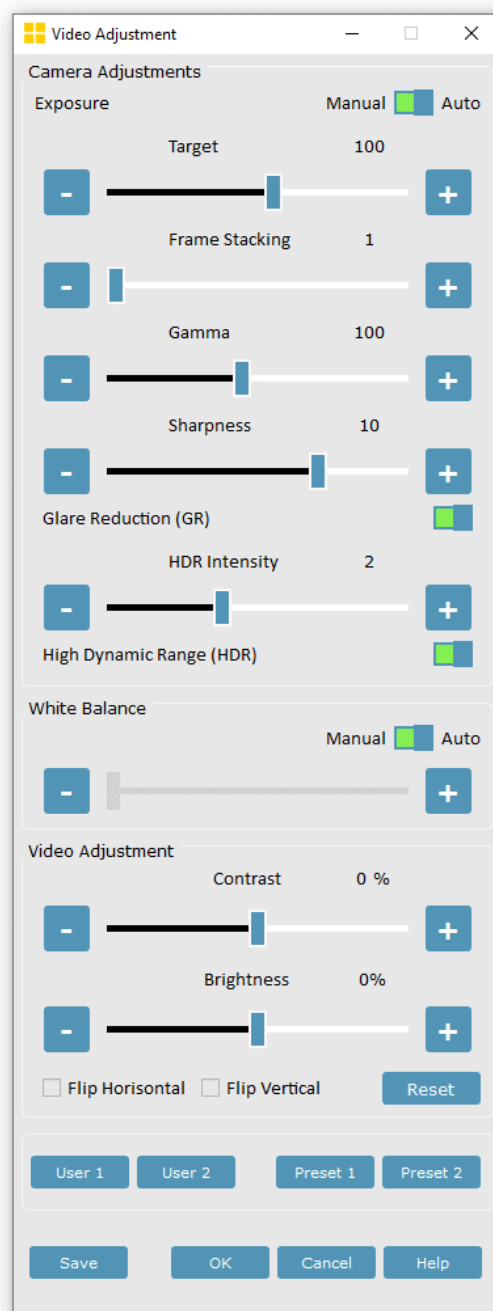 Video Adjustment
Camera Adjustments
Exposure Manual Auto
Target 100
- +
Frame Stacking 1
- +
Gamma 100
- +
Sharpness 10
- +
Glare Reduction (GR)
HDR Intensity 2
- +
High Dynamic Range (HDR)
White Balance
Manual Auto
- +
Video Adjustment
Contrast 0 %
- +
Brightness 0%
- +
Flip Horisontal Flip Vertical Reset
User 1 User 2 Preset 1 Preset 2
Save OK Cancel Help